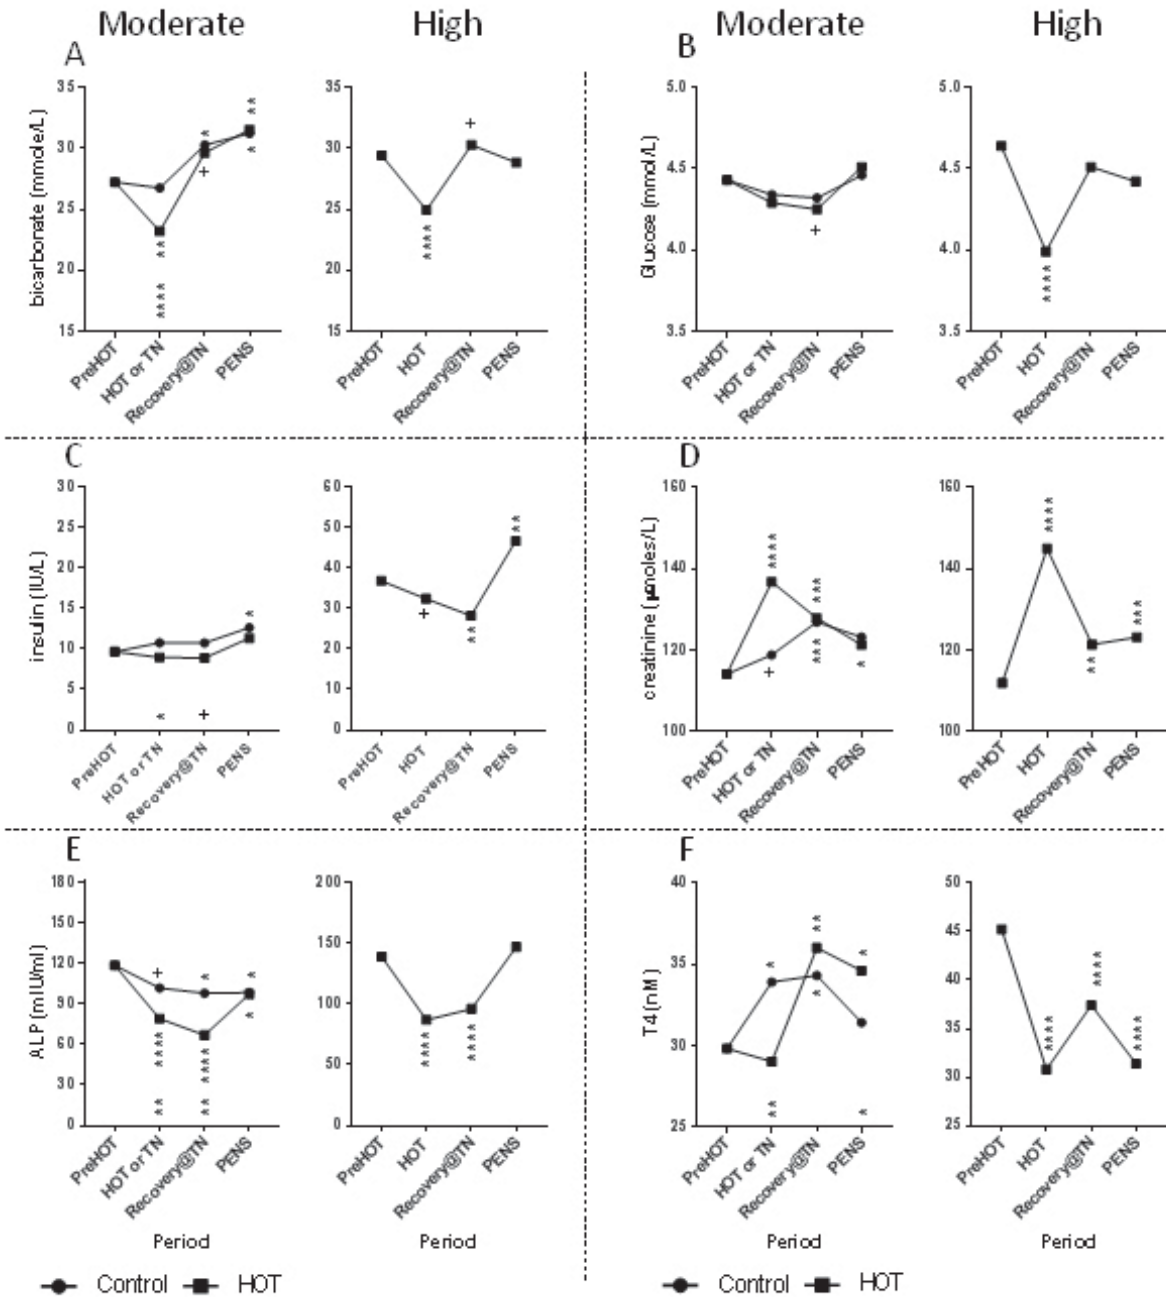 Moderate High Moderate High
A B
bicarbonate (mmole/L)
35
30
25
20
15
* ** * + ** ****
PreHOT HOT or TN Recovery@TN PENS
35
30
25
20
15
+ ****
PreHOT HOT Recovery@TN PENS
Glucose (mmol/L)
5.0
4.5
4.0
3.5
+
PreHOT HOT or TN Recovery@TN PENS
5.0
4.5
4.0
3.5
****
PreHOT HOT Recovery@TN PENS
C D
insulin (IU/L)
30
25
20
15
10
5
0
* * +
PreHOT HOT or TN Recovery@TN PENS
60
50
40
30
20
10
0
*** + **
PreHOT HOT Recovery@TN PENS
creatinine (µmoles/L)
160
140
120
100
**** *** *** + *
PreHOT HOT or TN Recovery@TN PENS
160
140
120
100
**** ** ***
PreHOT HOT Recovery@TN PENS
E F
ALP (mIU/ml)
180
150
120
90
60
30
0
+ * * * **** **** ** **
PreHOT HOT or TN Recovery@TN PENS
Period
200
150
100
50
0
**** ****
PreHOT HOT Recovery@TN PENS
Period
T4 (nM)
40
35
30
25
* ** * * ** *
PreHOT HOT or TN Recovery@TN PENS
Period
50
45
40
35
30
25
**** **** ****
PreHOT HOT Recovery@TN PENS
Period
Control HOT Control HOT